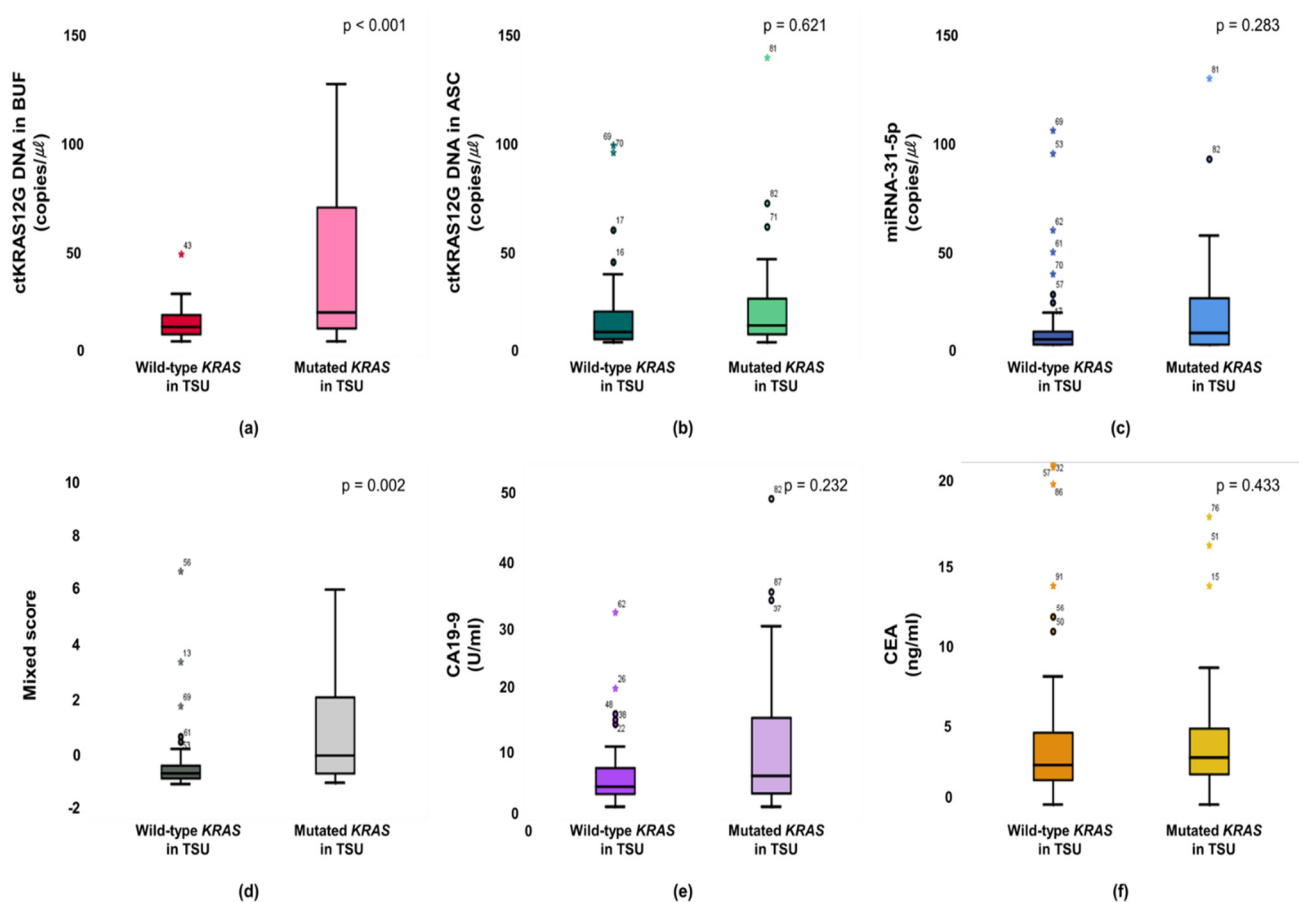 p < 0.001
ctKRAS12G DNA in BUF
(copies/㎕)
150
100
50
0
43
Wild-type KRAS
in TSU
Mutated KRAS
in TSU
(a)
p = 0.621
ctKRAS12G DNA in ASC
(copies/㎕)
150
100
50
0
69
70
17
16
81
82
71
Wild-type KRAS
in TSU
Mutated KRAS
in TSU
(b)
p = 0.283
miRNA-31-5p
(copies/㎕)
150
100
50
0
69
53
62
61
70
57
81
82
Wild-type KRAS
in TSU
Mutated KRAS
in TSU
(c)
p = 0.002
Mixed score
10
8
6
4
2
0
-2
56
13
69
61
53
Wild-type KRAS
in TSU
Mutated KRAS
in TSU
(d)
p = 0.232
CA19-9
(U/ml)
50
40
30
20
10
0
0
62
26
48
38
22
82
87
37
Wild-type KRAS
in TSU
Mutated KRAS
in TSU
(e)
p = 0.433
CEA
(ng/ml)
20
15
10
5
0
57
32
86
91
56
50
76
51
15
Wild-type KRAS
in TSU
Mutated KRAS
in TSU
(f)